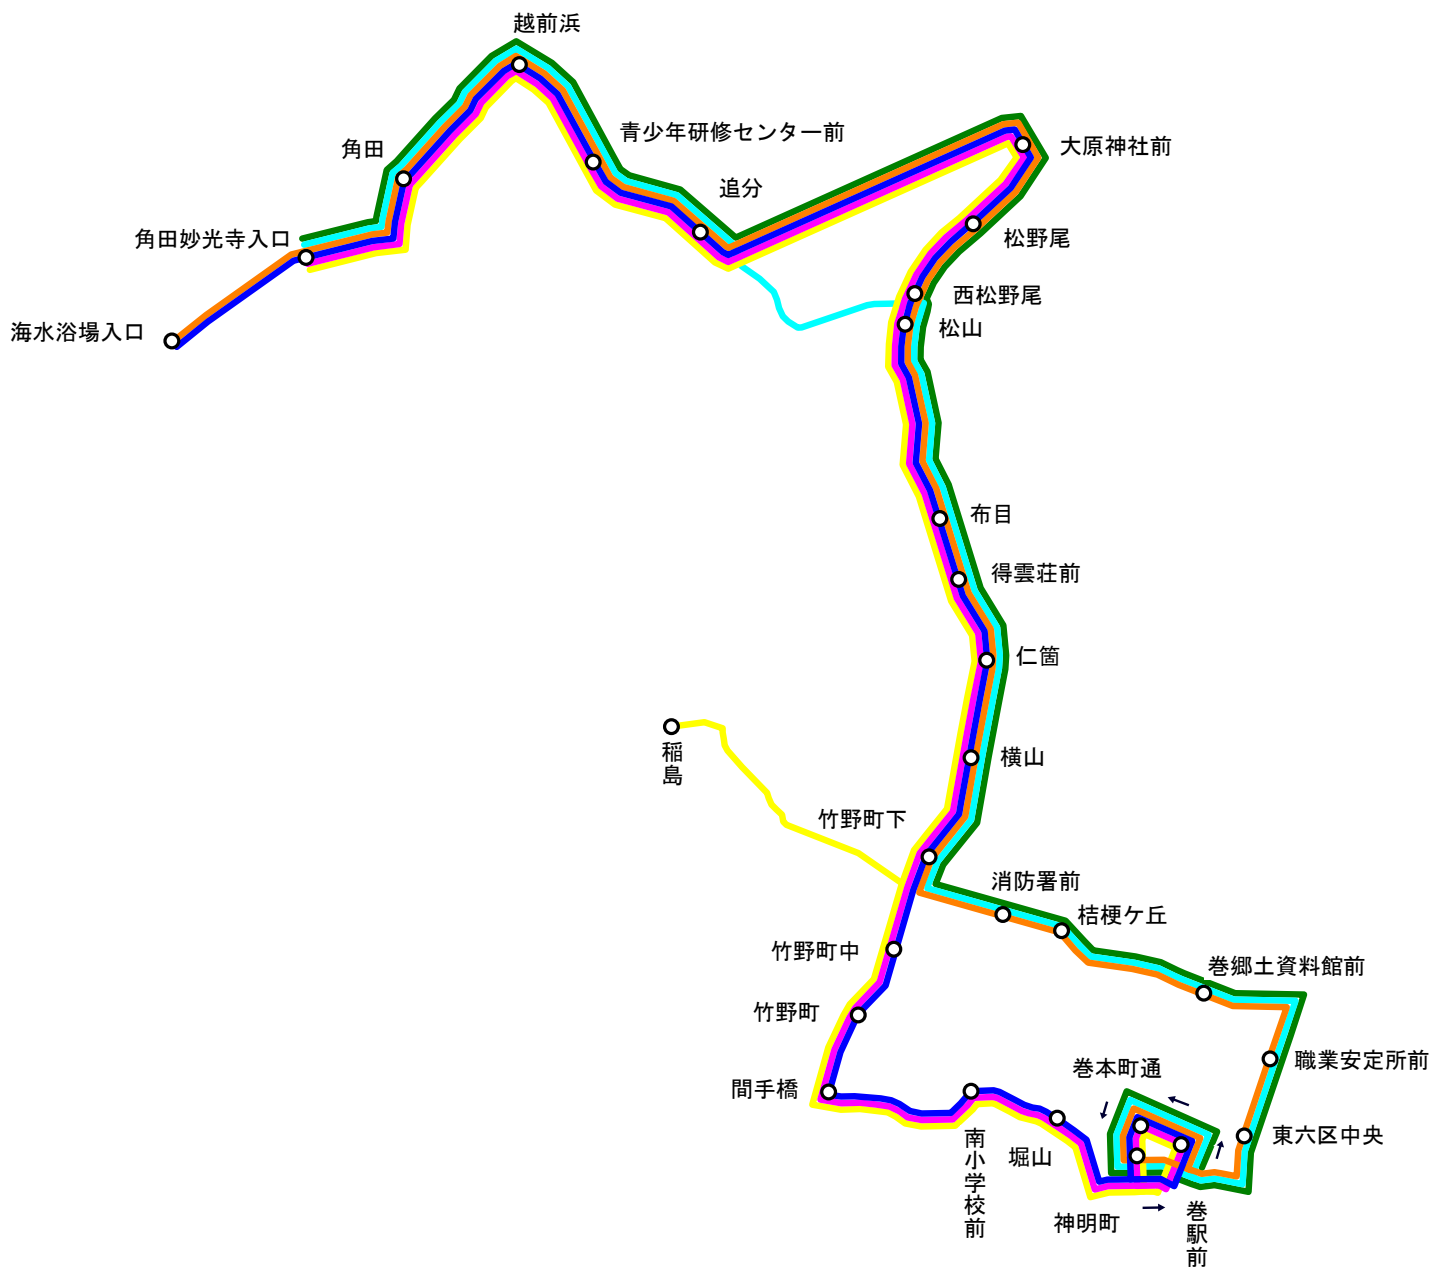 越前浜
青少年研修センター前
角田
大原神社前
追分
角田妙光寺入口
松野尾
西松野尾
海水浴場入口
松山
布目
得雲荘前
仁箇
稲島
横山
竹野町下
消防署前
桔梗ケ丘
竹野町中
巻郷土資料館前
竹野町
職業安定所前
巻本町通
間手橋
東六区中央
南小学校前
堀山
神明町
巻駅前